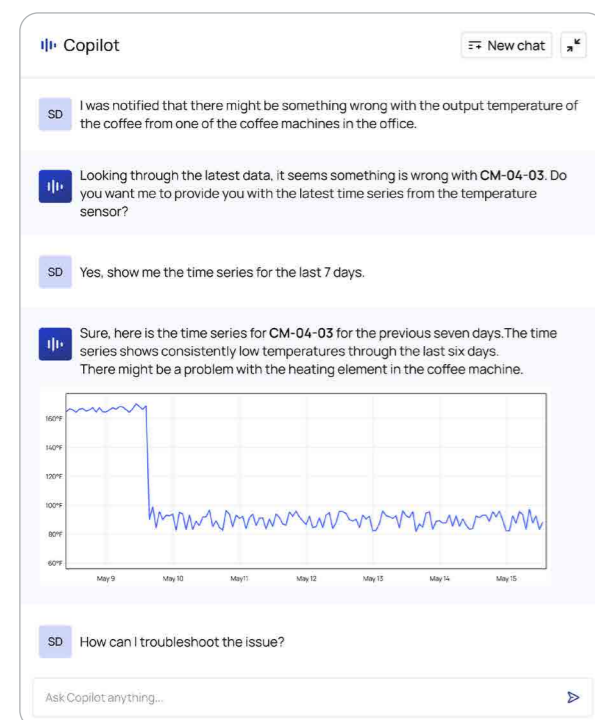 Copilot
New chat
SD
I was notified that there might be something wrong with the output temperature of
the coffee from one of the coffee machines in the office.
Looking through the latest data, it seems something is wrong with CM-04-03. Do
you want me to provide you with the latest time series from the temperature
sensor?
SD
Yes, show me the time series for the last 7 days.
Sure, here is the time series for CM-04-03 for the previous seven days.The time
series shows consistently low temperatures through the last six days.
There might be a problem with the heating element in the coffee machine.
160°F
140°F
120°F
100°F
80°F
60°F
May 9
May 10
May11
May 12
May 13
May 14
May 15
SD
How can I troubleshoot the issue?
Ask Copilot anything...